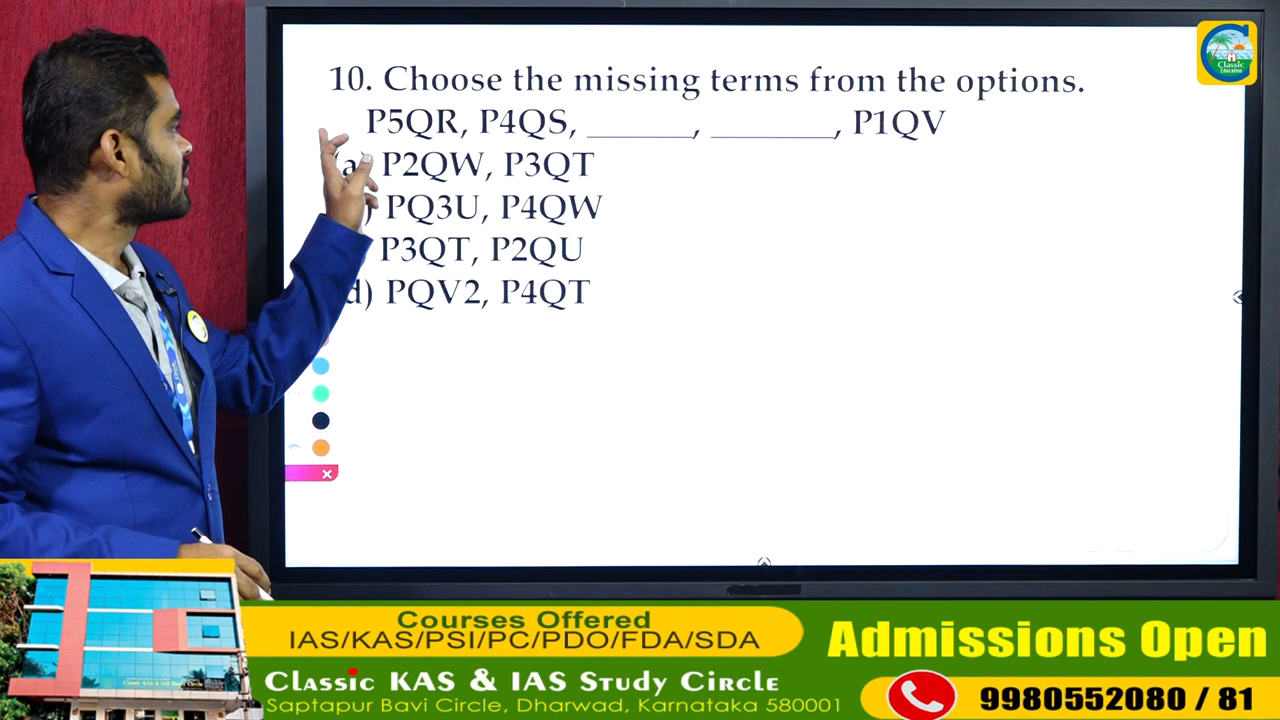 10. Choose the missing terms from the options.
P5QR, P4QS, ______, _______, P1QV
(a) P2QW, P3QT
) PQ3U, P4QW
P3QT, P2QU
d) PQV2, P4QT
Classic
Education
Courses Offered
IAS/KAS/PSI/PC/PDO/FDA/SDA
Classic KAS & IAS Study Circle
Saptapur Bavi Circle, Dharwad, Karnataka 580001
Admissions Open
9980552080 / 81